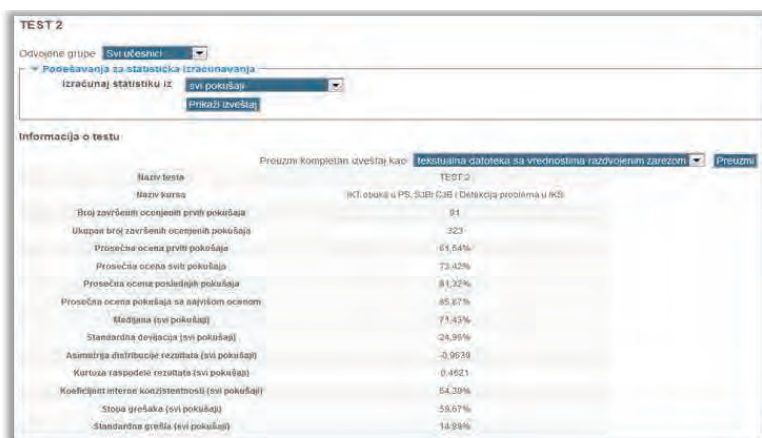 TEST 2
Odvojene grupe Svi učesnici
Podešavanja za statistička izračunavanja
Izračunaj statistiku iz svi pokušaji
Prikaži izveštaj
Informacija o testu
Preuzmi kompletan izveštaj kao tekstualna datoteka sa vrednostima razdvojenim zarezom Preuzmi
Naziv testa TEST 2
Naziv kursa IKT obuka u PS, SJB i CJB / Detekcija problema u IKS
Broj završenih ocenjenih prvih pokušaja 91
Ukupan broj završenih ocenjenih pokušaja 323
Prosečna ocena prvih pokušaja 61,54%
Prosečna ocena svih pokušaja 73,42%
Prosečna ocena poslednjih pokušaja 81,32%
Prosečna ocena pokušaja sa najvišom ocenom 85,87%
Medijana (svi pokušaji) 71,43%
Standardna devijacija (svi pokušaji) 24,96%
Asimetrija distribucije rezultata (svi pokušaji) -0,9639
Kurtoza raspodele rezultata (svi pokušaji) 0,4621
Koeficijent interne konzistentnosti (svi pokušaji) 64,39%
Stopa grešaka (svi pokušaji) 59,67%
Standardna greška (svi pokušaji) 14,89%